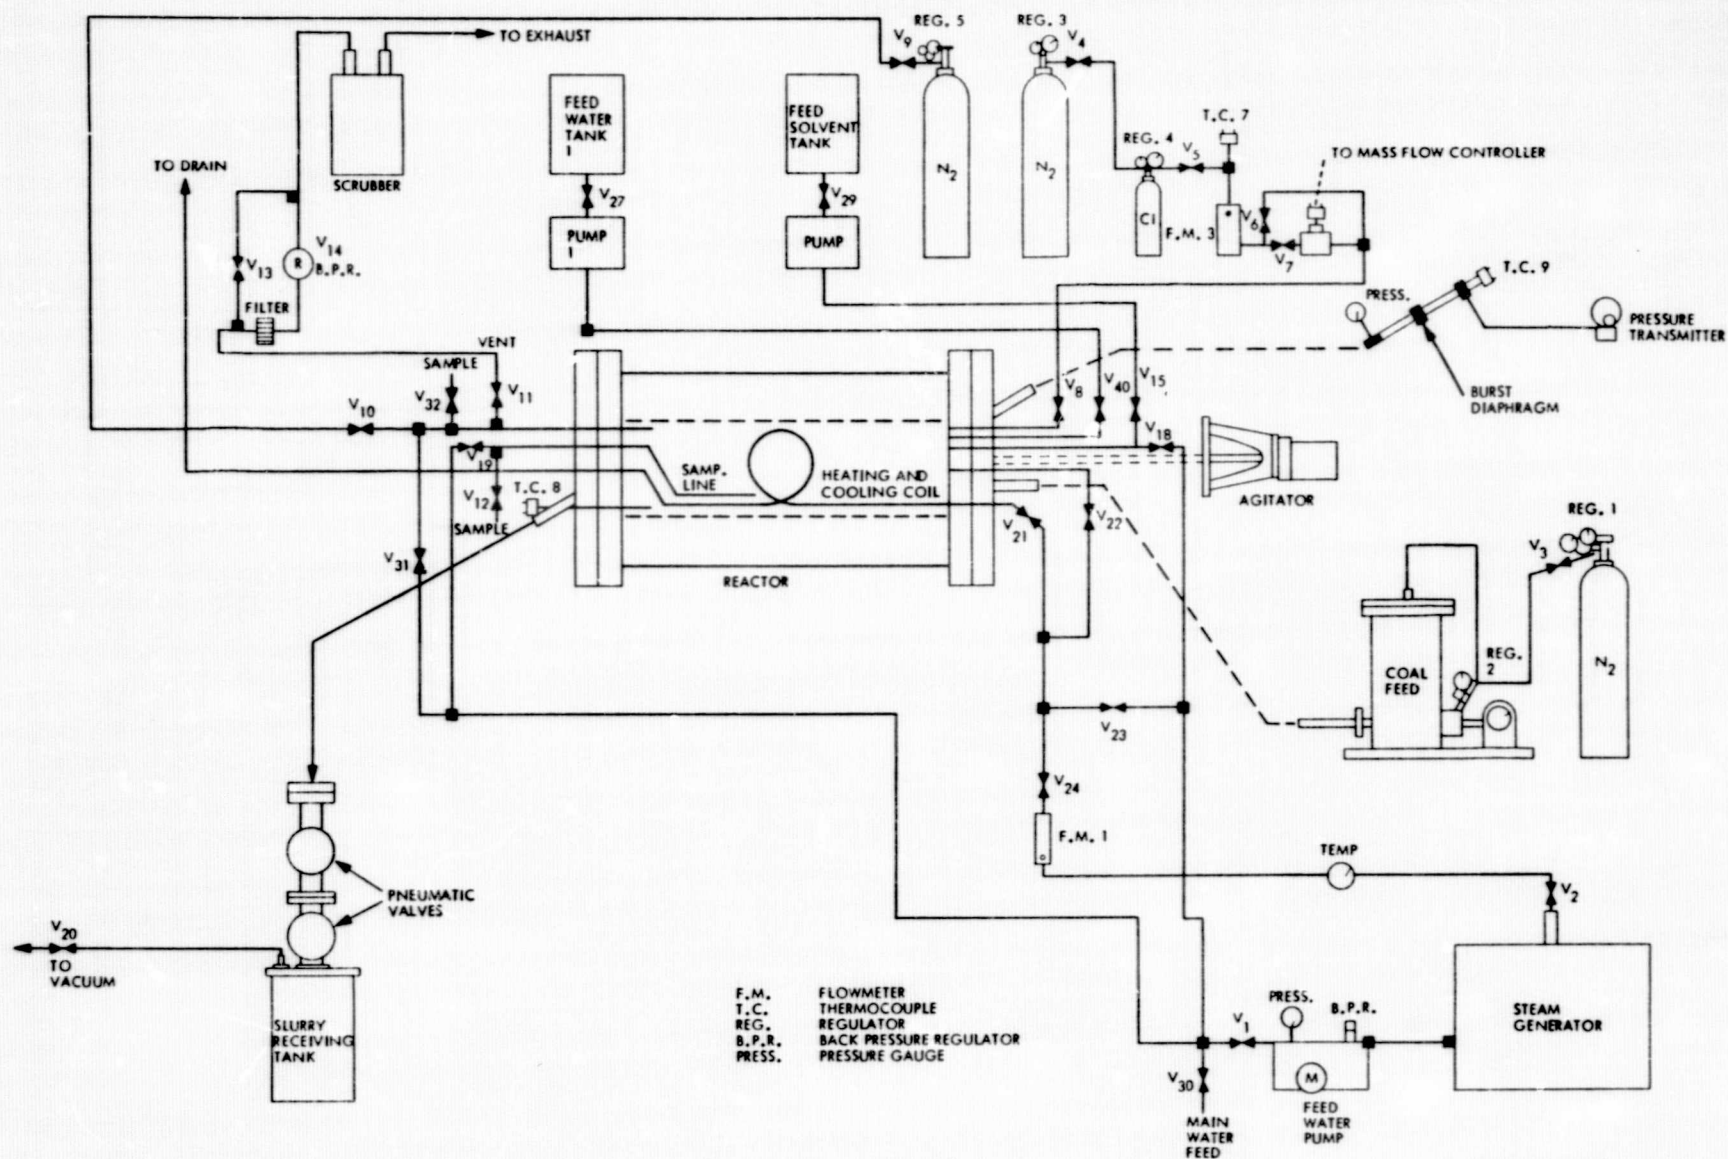 REG. 5
REG. 3
V9
V4
TO EXHAUST
FEED
WATER
TANK
1
FEED
SOLVENT
TANK
T.C. 7
REG. 4
V5
TO MASS FLOW CONTROLLER
TO DRAIN
SCRUBBER
N2
N2
V27
V29
Cl
F.M. 3
V6
V7
PUMP
1
PUMP
V14
B.P.R.
R
V13
FILTER
T.C. 9
PRESS.
PRESSURE
TRANSMITTER
VENT
SAMPLE
V11
V32
V10
V8
V40
V15
BURST
DIAPHRAGM
V18
V19
SAMP.
LINE
HEATING AND
COOLING COIL
AGITATOR
T.C. 8
V12
SAMPLE
V21
V22
REG. 1
V3
V31
REACTOR
COAL
FEED
REG.
2
N2
V23
V24
F.M. 1
TEMP
V2
PNEUMATIC
VALVES
V20
TO
VACUUM
SLURRY
RECEIVING
TANK
F.M. FLOWMETER
T.C. THERMOCOUPLE
REG. REGULATOR
B.P.R. BACK PRESSURE REGULATOR
PRESS. PRESSURE GAUGE
PRESS.
B.P.R.
V1
STEAM
GENERATOR
M
V30
MAIN
WATER
FEED
FEED
WATER
PUMP